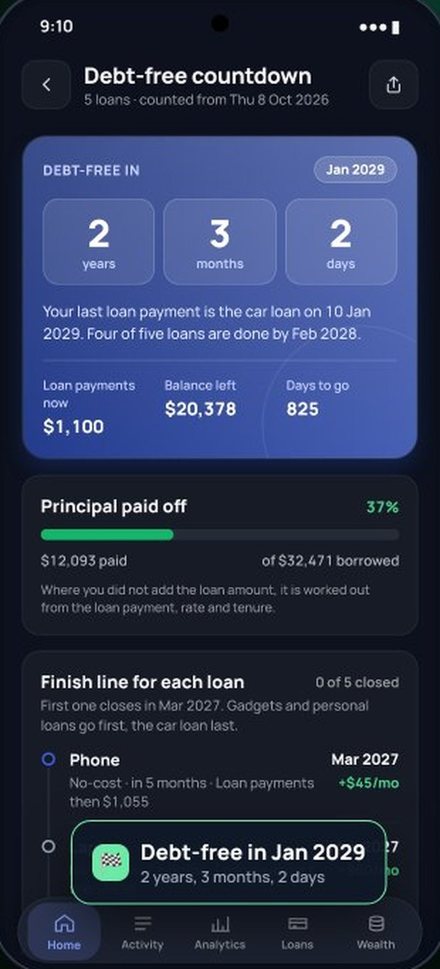 9:10
Debt-free countdown
5 loans · counted from Thu 8 Oct 2026
DEBT-FREE IN
Jan 2029
2
years
3
months
2
days
Your last loan payment is the car loan on 10 Jan
2029. Four of five loans are done by Feb 2028.
Loan payments
now
$1,100
Balance left
$20,378
Days to go
825
Principal paid off
37%
$12,093 paid
of $32,471 borrowed
Where you did not add the loan amount, it is worked out
from the loan payment, rate and tenure.
Finish line for each loan
0 of 5 closed
First one closes in Mar 2027. Gadgets and personal
loans go first, the car loan last.
Phone
Mar 2027
No-cost · in 5 months · Loan payments
then $1,055
+$45/mo
Debt-free in Jan 2029
2 years, 3 months, 2 days
Home
Activity
Analytics
Loans
Wealth